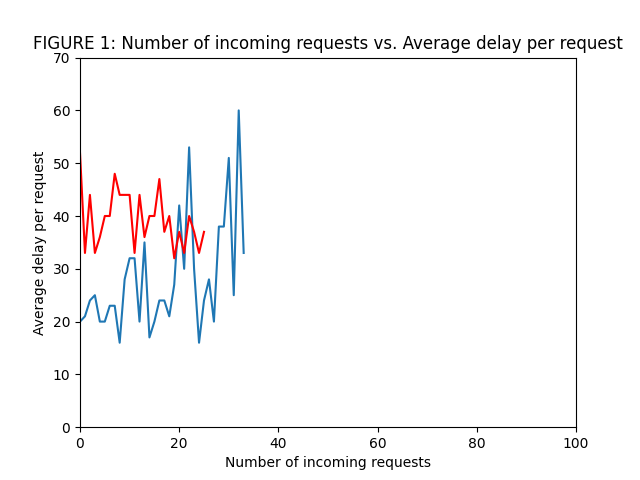 FIGURE 1: Number of incoming requests vs. Average delay per request
70
60
50
40
30
20
10
0
Average delay per request
0 20 40 60 80 100
Number of incoming requests